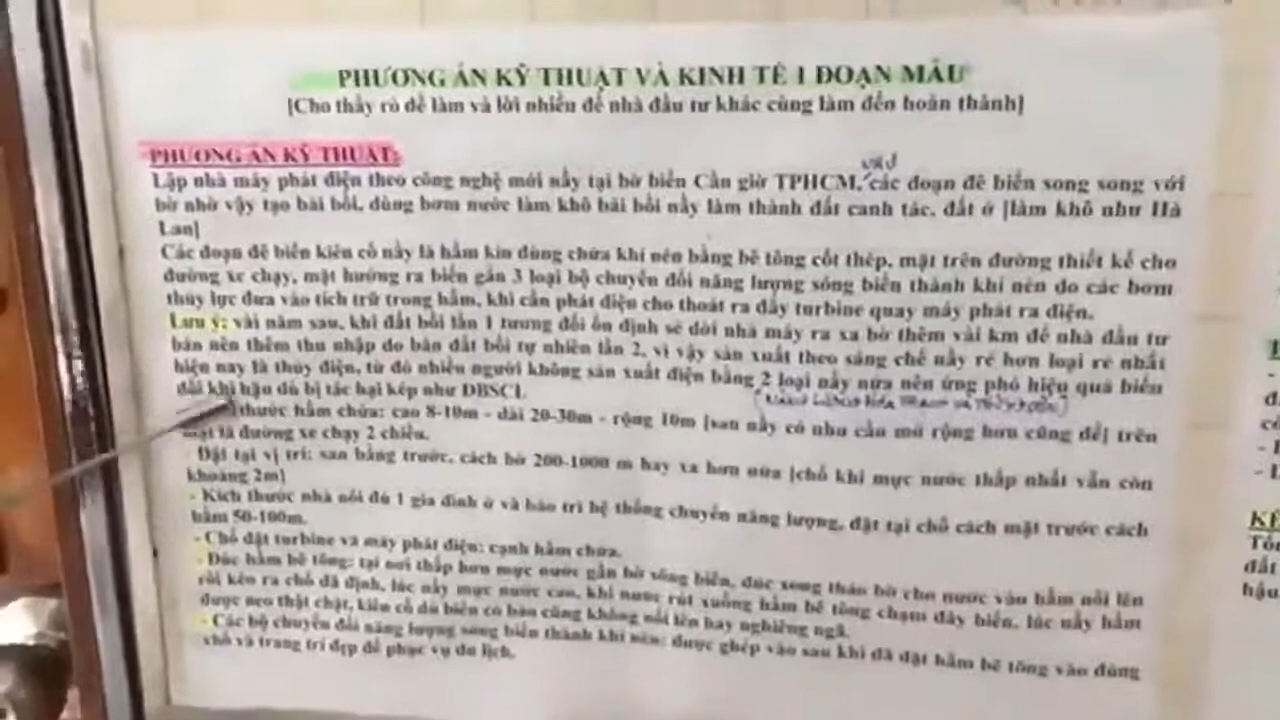 PHƯƠNG ÁN KỸ THUẬT VÀ KINH TẾ 1 ĐOẠN MẪU
[Cho thấy rõ dễ làm và lời nhiều để nhà đầu tư khác cùng làm đến hoàn thành]
PHƯƠNG ÁN KỸ THUẬT:
Lập nhà máy phát điện theo công nghệ mới nầy tại bờ biển Cần giờ TPHCM, các đoạn đê biển song song với
bờ nhờ vậy tạo bãi bồi, dùng bơm nước làm khô bãi bồi nầy làm thành đất canh tác, đất ở [làm khô như Hà
Lan]
Các đoạn đê biển kiên cố nầy là hầm kín dùng chứa khí nén bằng bê tông cốt thép, mặt trên đường thiết kế cho
đường xe chạy, mặt hướng ra biển gắn 3 loại bộ chuyển đổi năng lượng sóng biển thành khí nén do các bơm
thủy lực đưa vào tích trữ trong hầm, khi cần phát điện cho thoát ra đẩy turbine quay máy phát ra điện.
Lưu ý: vài năm sau, khi đất bồi lần 1 tương đối ổn định sẽ dời nhà máy ra xa bờ thêm vài km để nhà đầu tư
bán nên thêm thu nhập do bán đất bồi tự nhiên lần 2, vì vậy sản xuất theo sáng chế nầy rẻ hơn loại rẻ nhất
hiện nay là thủy điện, từ đó nhiều người không sản xuất điện bằng 2 loại nầy nữa nên ứng phó hiệu quả biến
đổi khí hậu dù bị tác hại kép như ĐBSCL.
thước hầm chứa: cao 8-10m - dài 20-30m - rộng 10m [sau nầy có nhu cầu mở rộng hơn cũng dễ] trên
mặt là đường xe chạy 2 chiều.
Đặt tại vị trí: san bằng trước, cách bờ 200-1000 m hay xa hơn nữa [chỗ khi mực nước thấp nhất vẫn còn
khoảng 2m]
- Kích thước nhà nổi đủ 1 gia đình ở và bảo trì hệ thống chuyển năng lượng, đặt tại chỗ cách mặt trước cách
hầm 50-100m.
- Chỗ đặt turbine và máy phát điện: cạnh hầm chứa.
- Đúc hầm bê tông: tại nơi thấp hơn mực nước gần bờ sông biển, đúc xong tháo bờ cho nước vào hầm nổi lên
rồi kéo ra chỗ đã định, lúc nầy mực nước cao, khi nước rút xuống hầm bê tông chạm đáy biển, lúc nầy hầm
được neo thật chặt, kiên cố dù biển có bão cũng không nổi lên hay nghiêng ngã.
- Các bộ chuyển đổi năng lượng sóng biển thành khí nén: được ghép vào sau khi đã đặt hầm bê tông vào đúng
chỗ và trang trí đẹp để phục vụ du lịch.